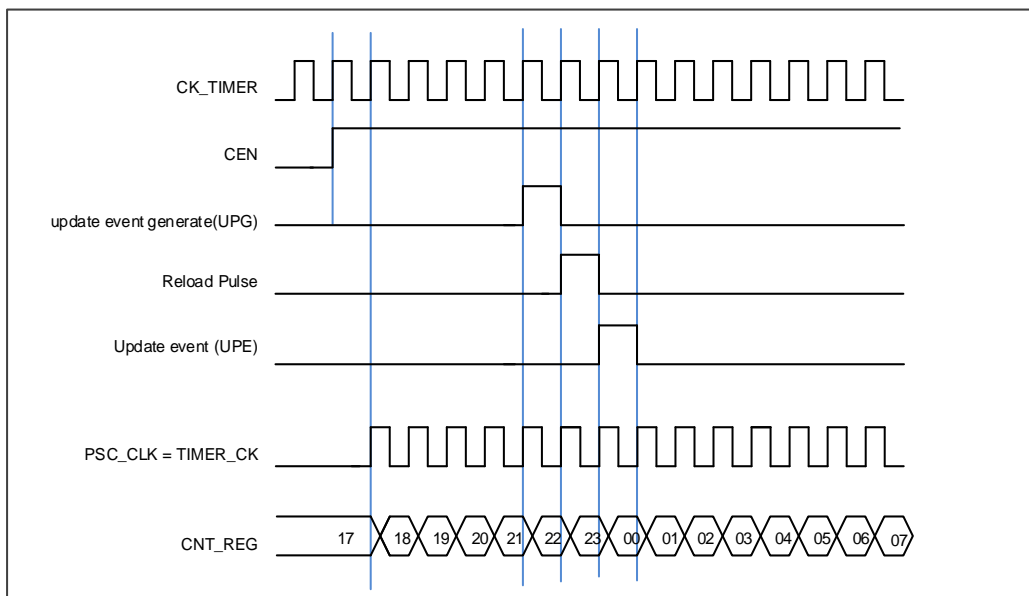 CK_TIMER
CEN
update event generate(UPG)
Reload Pulse
Update event (UPE)
PSC_CLK = TIMER_CK
CNT_REG 17 18 19 20 21 22 23 00 01 02 03 04 05 06 07